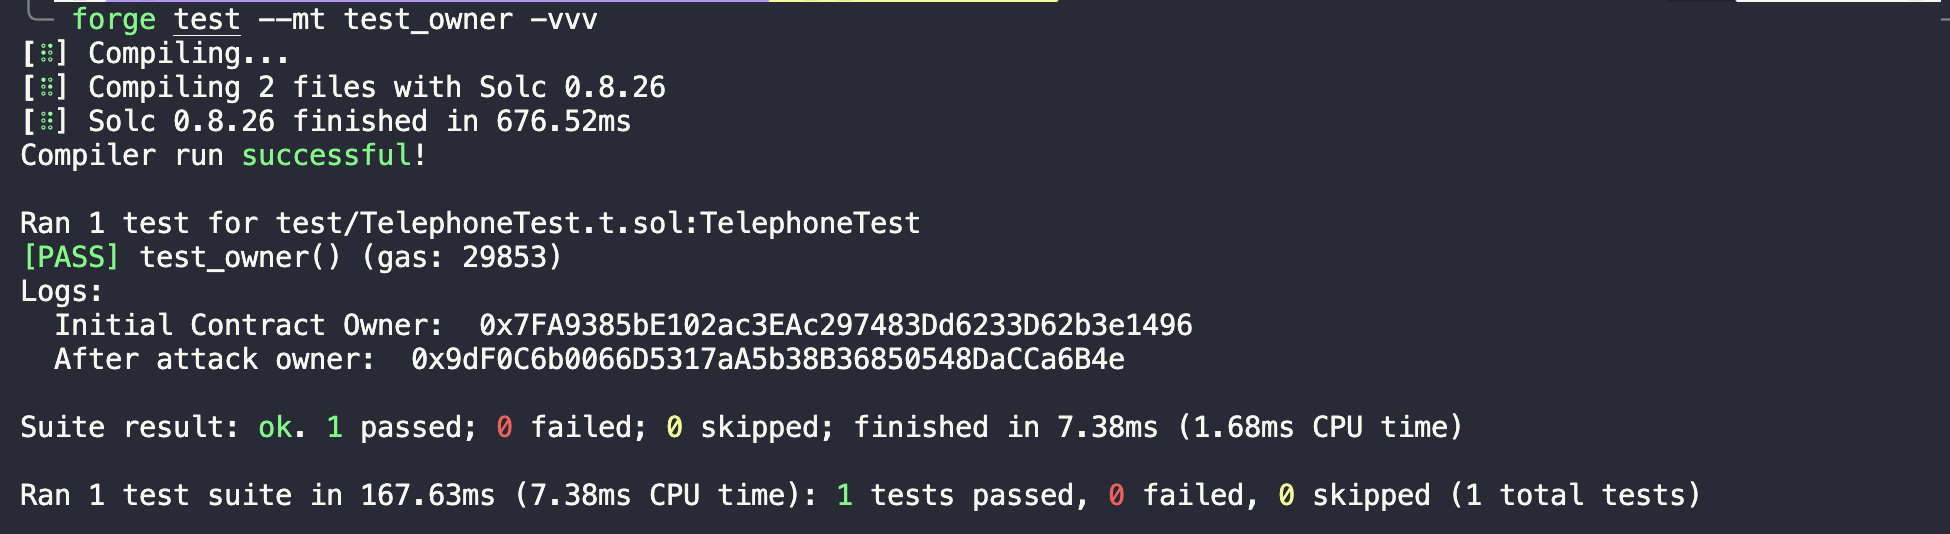 forge test --mt test_owner -vvv
[⠿] Compiling...
[⠿] Compiling 2 files with Solc 0.8.26
[⠿] Solc 0.8.26 finished in 676.52ms
Compiler run successful!
Ran 1 test for test/TelephoneTest.t.sol:TelephoneTest
[PASS] test_owner() (gas: 29853)
Logs:
  Initial Contract Owner:  0x7FA9385bE102ac3EAc297483Dd6233D62b3e1496
  After attack owner:  0x9dF0C6b0066D5317aA5b38B36850548DaCCa6B4e
Suite result: ok. 1 passed; 0 failed; 0 skipped; finished in 7.38ms (1.68ms CPU time)
Ran 1 test suite in 167.63ms (7.38ms CPU time): 1 tests passed, 0 failed, 0 skipped (1 total tests)